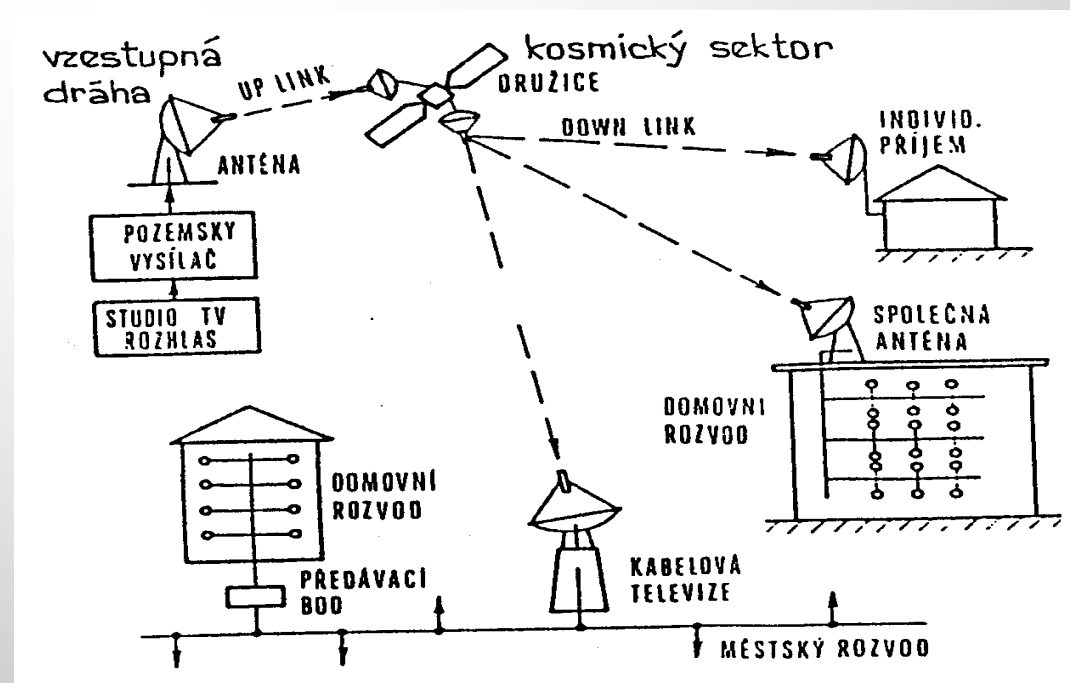 vzestupná
dráha
UP LINK
kosmický sektor
DRUŽICE
ANTÉNA
DOWN LINK
INDIVID.
PŘÍJEM
POZEMSKY
VYSÍLAČ
STUDIO TV
ROZHLAS
SPOLEČNA
ANTÉNA
DOMOVNI
ROZVOD
DOMOVNÍ
ROZVOD
PŘEDÁVACÍ
BOD
KABELOVÁ
TELEVIZE
MĚSTSKÝ ROZVOD